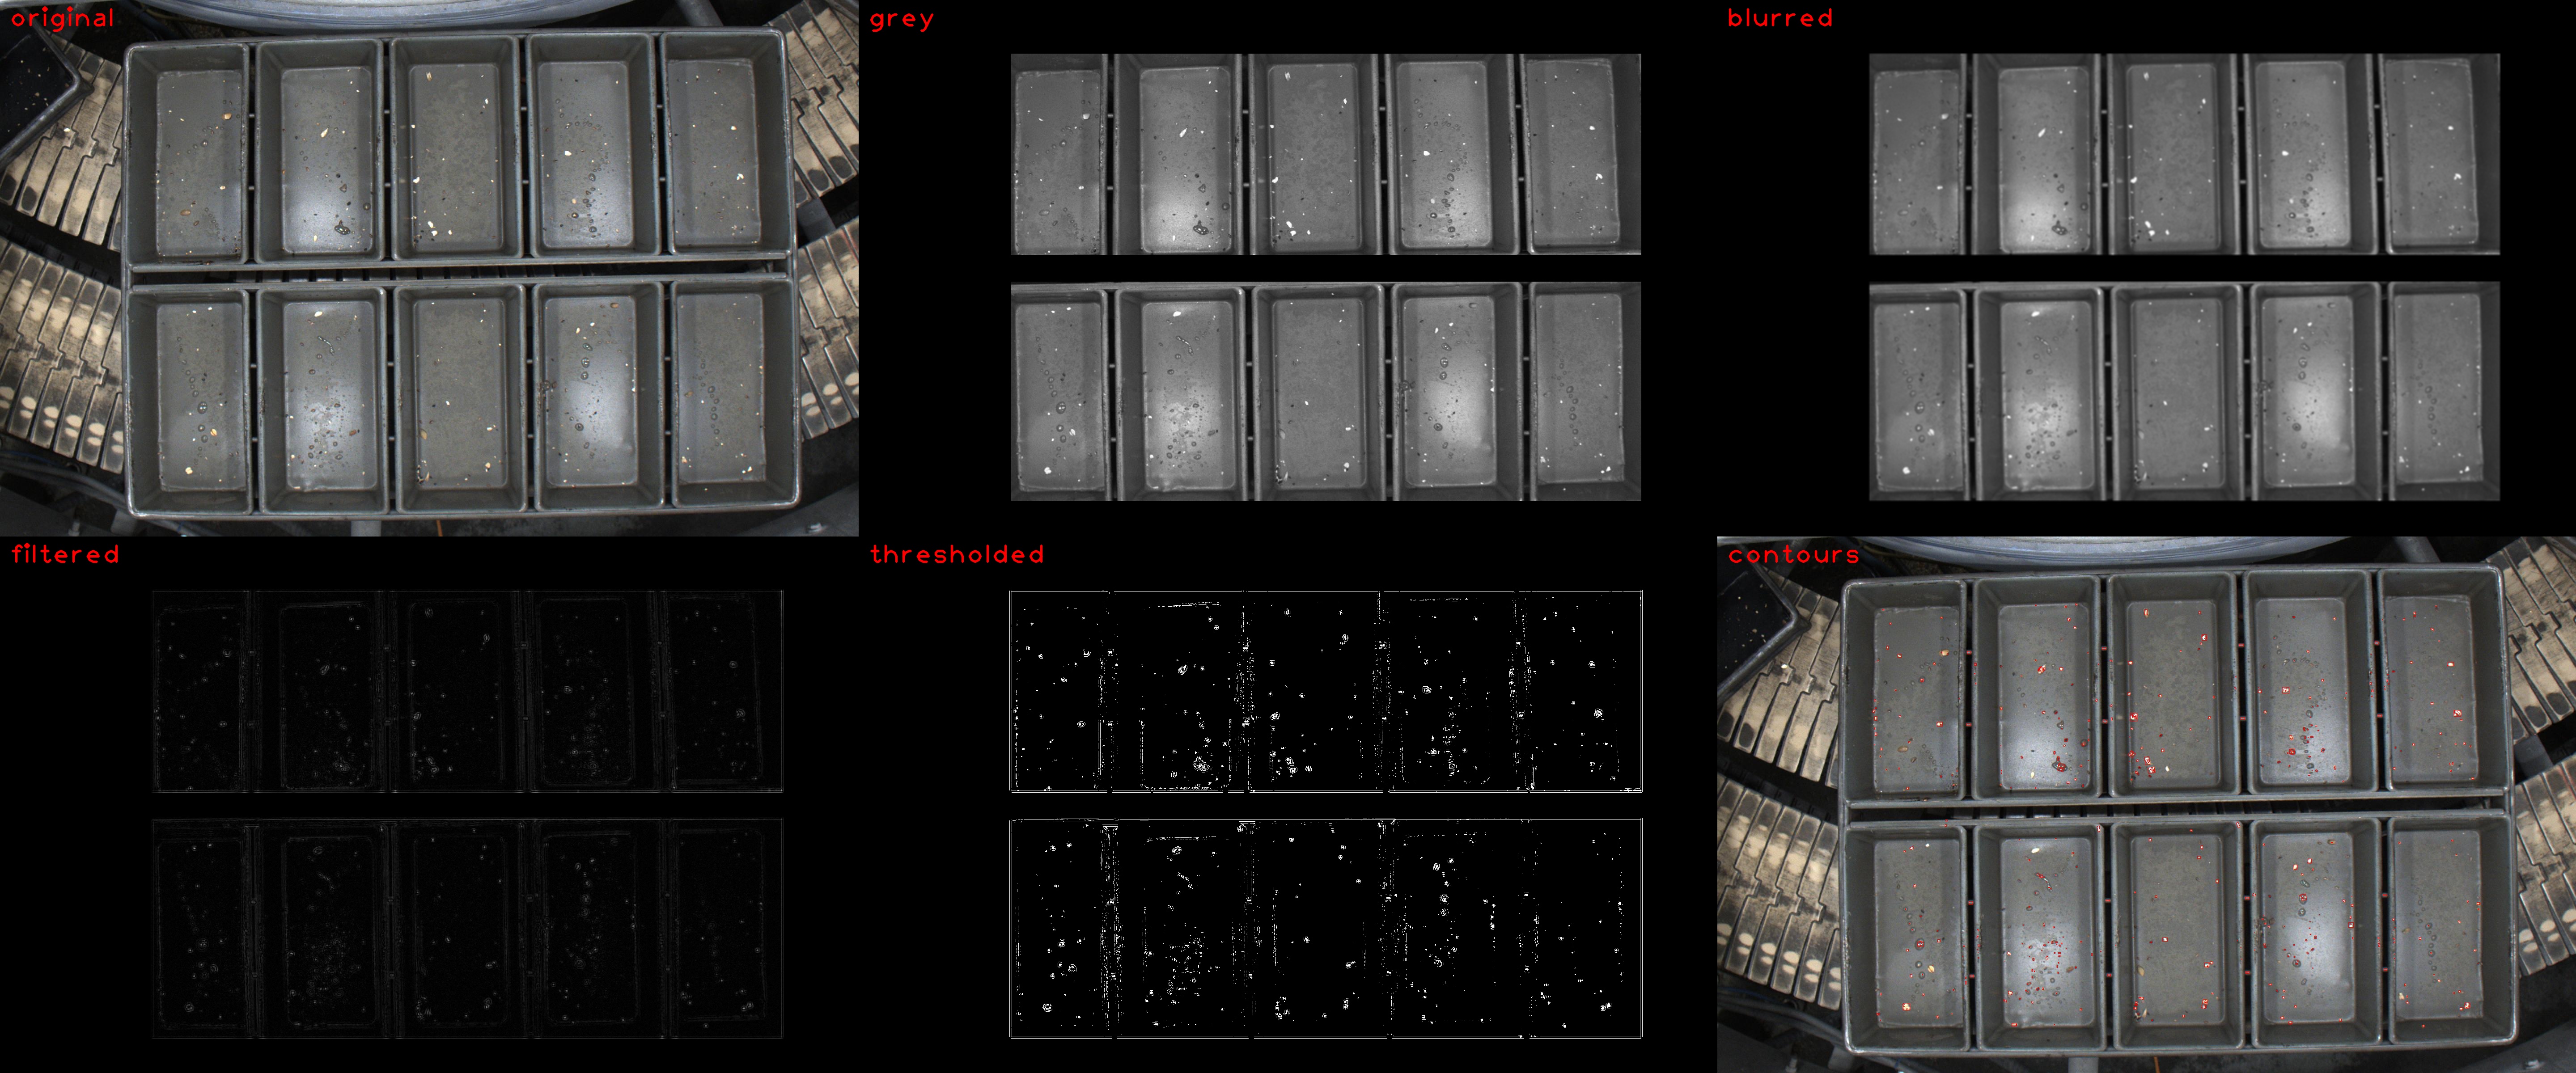 original
grey
blurred
filtered
thresholded
contours